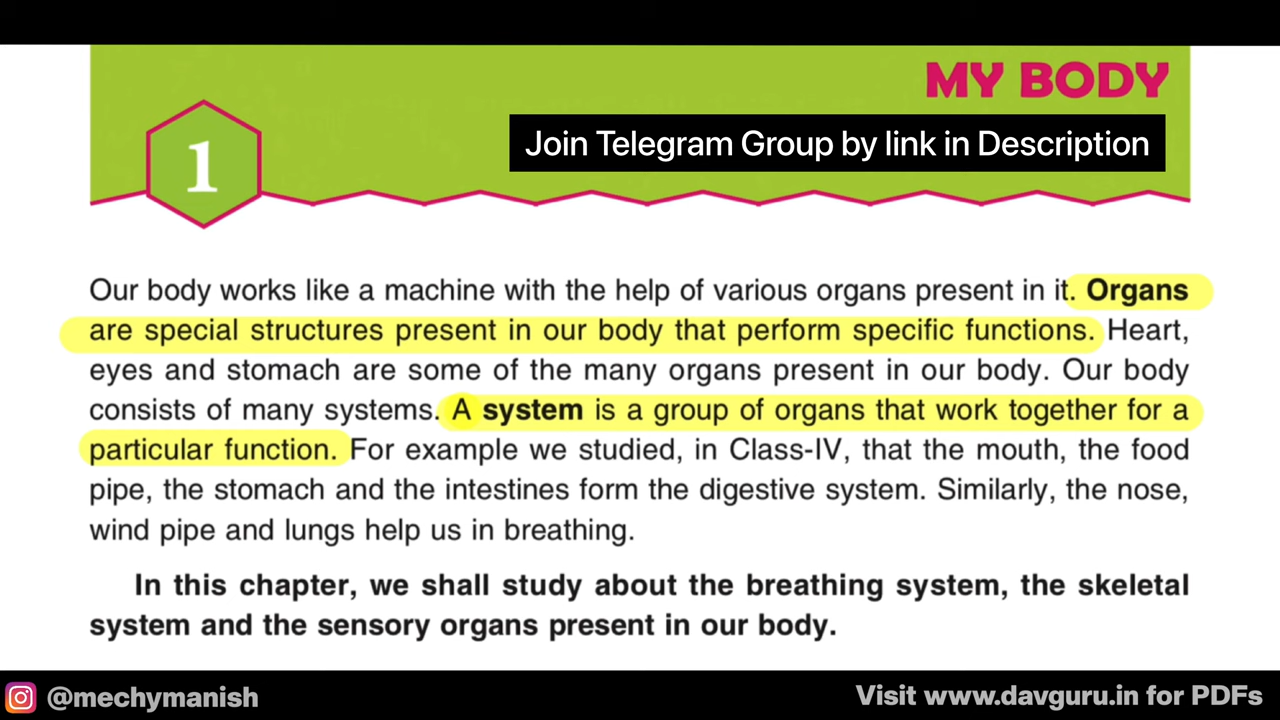 MY BODY
Join Telegram Group by link in Description
1
Our body works like a machine with the help of various organs present in it. Organs
are special structures present in our body that perform specific functions. Heart,
eyes and stomach are some of the many organs present in our body. Our body
consists of many systems. A system is a group of organs that work together for a
particular function. For example we studied, in Class-IV, that the mouth, the food
pipe, the stomach and the intestines form the digestive system. Similarly, the nose,
wind pipe and lungs help us in breathing.
In this chapter, we shall study about the breathing system, the skeletal
system and the sensory organs present in our body.
@mechymanish
Visit www.davguru.in for PDFs